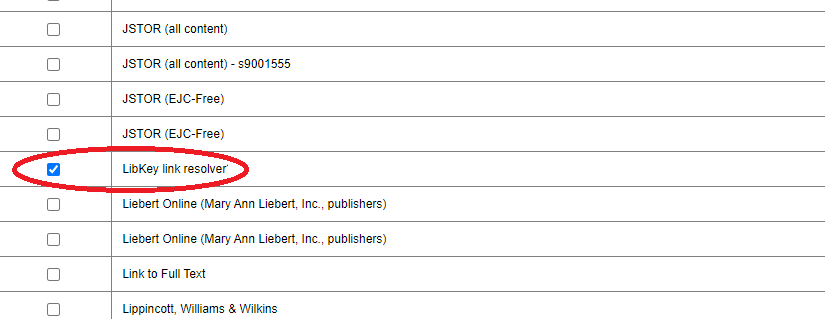 JSTOR (all content)
JSTOR (all content) - s9001555
JSTOR (EJC-Free)
JSTOR (EJC-Free)
LibKey link resolver
Liebert Online (Mary Ann Liebert, Inc., publishers)
Liebert Online (Mary Ann Liebert, Inc., publishers)
Link to Full Text
Lippincott, Williams & Wilkins